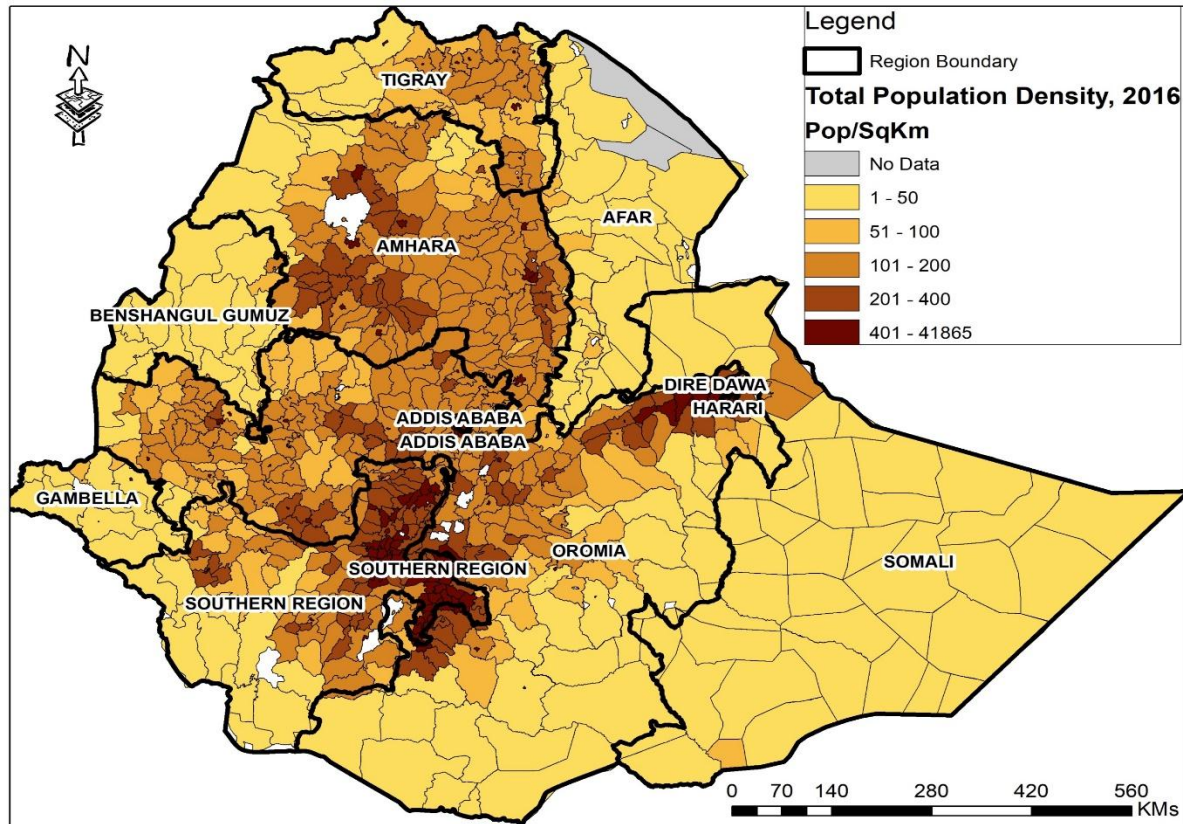 Legend
Region Boundary
Total Population Density, 2016
Pop/SqKm
No Data
1 - 50
51 - 100
101 - 200
201 - 400
401 - 41865
N
TIGRAY
AFAR
AMHARA
BENSHANGUL GUMUZ
DIRE DAWA
HARARI
ADDIS ABABA
ADDIS ABABA
GAMBELLA
OROMIA
SOMALI
SOUTHERN REGION
SOUTHERN REGION
0 70 140 280 420 560
KMs